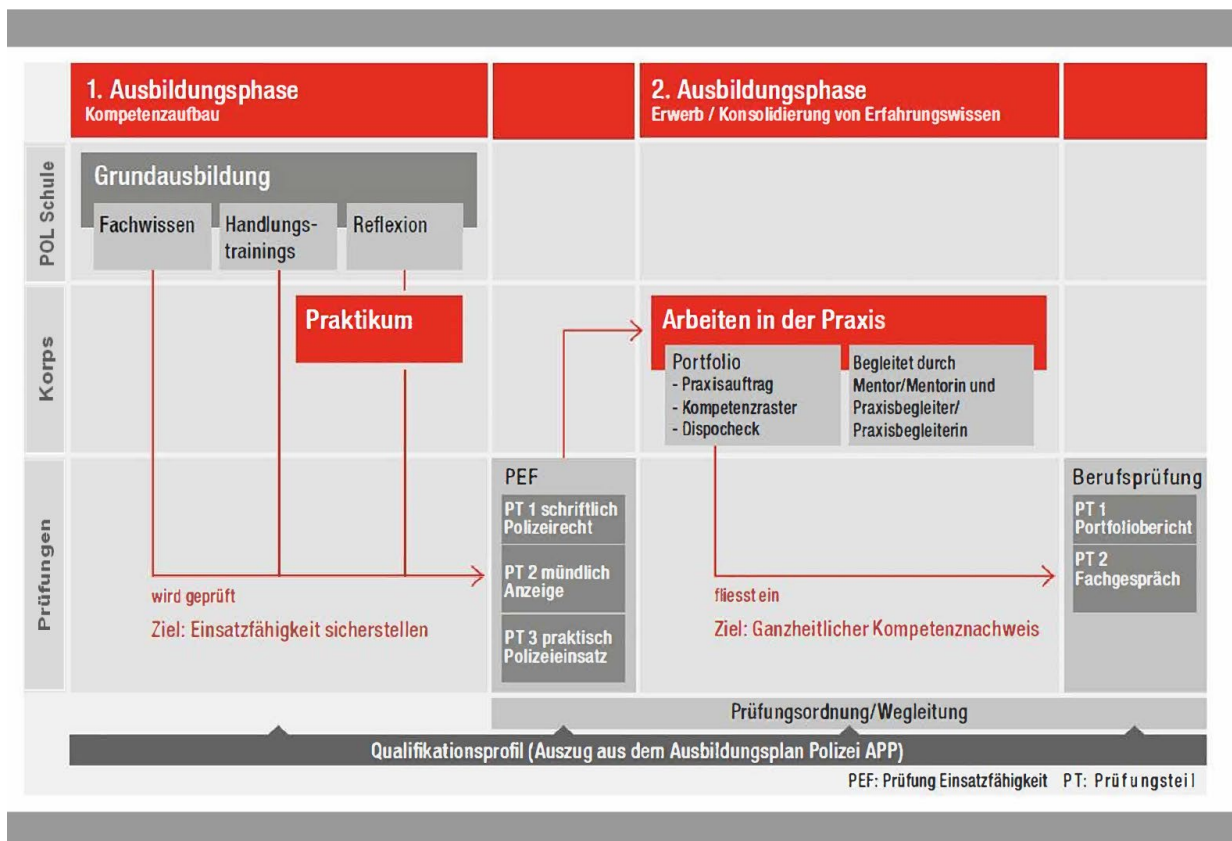 1. Ausbildungsphase
Kompetenzaufbau
2. Ausbildungsphase
Erwerb / Konsolidierung von Erfahrungswissen
POL Schule
Grundausbildung
Fachwissen
Handlungs-
trainings
Reflexion
Korps
Praktikum
Arbeiten in der Praxis
Portfolio
- Praxisauftrag
- Kompetenzraster
- Dispocheck
Begleitet durch
Mentor/Mentorin und
Praxisbegleiter/
Praxisbegleiterin
Prüfungen
wird geprüft
Ziel: Einsatzfähigkeit sicherstellen
PEF
PT 1 schriftlich
Polizeirecht
PT 2 mündlich
Anzeige
PT 3 praktisch
Polizeieinsatz
fliesst ein
Ziel: Ganzheitlicher Kompetenznachweis
Berufsprüfung
PT 1
Portfoliobericht
PT 2
Fachgespräch
Prüfungsordnung/Wegleitung
Qualifikationsprofil (Auszug aus dem Ausbildungsplan Polizei APP)
PEF: Prüfung Einsatzfähigkeit PT: Prüfungsteil